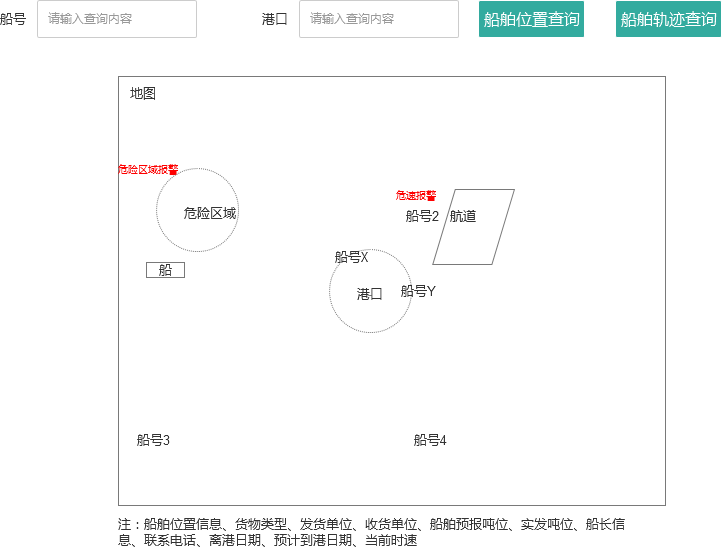 船号 请输入查询内容 港口 请输入查询内容 船舶位置查询 船舶轨迹查询
地图
危险区域报警
危速报警
危险区域
船号2 航道
船号X
船
船号Y
港口
船号3 船号4
注：船舶位置信息、货物类型、发货单位、收货单位、船舶预报吨位、实发吨位、船长信
息、联系电话、离港日期、预计到港日期、当前时速